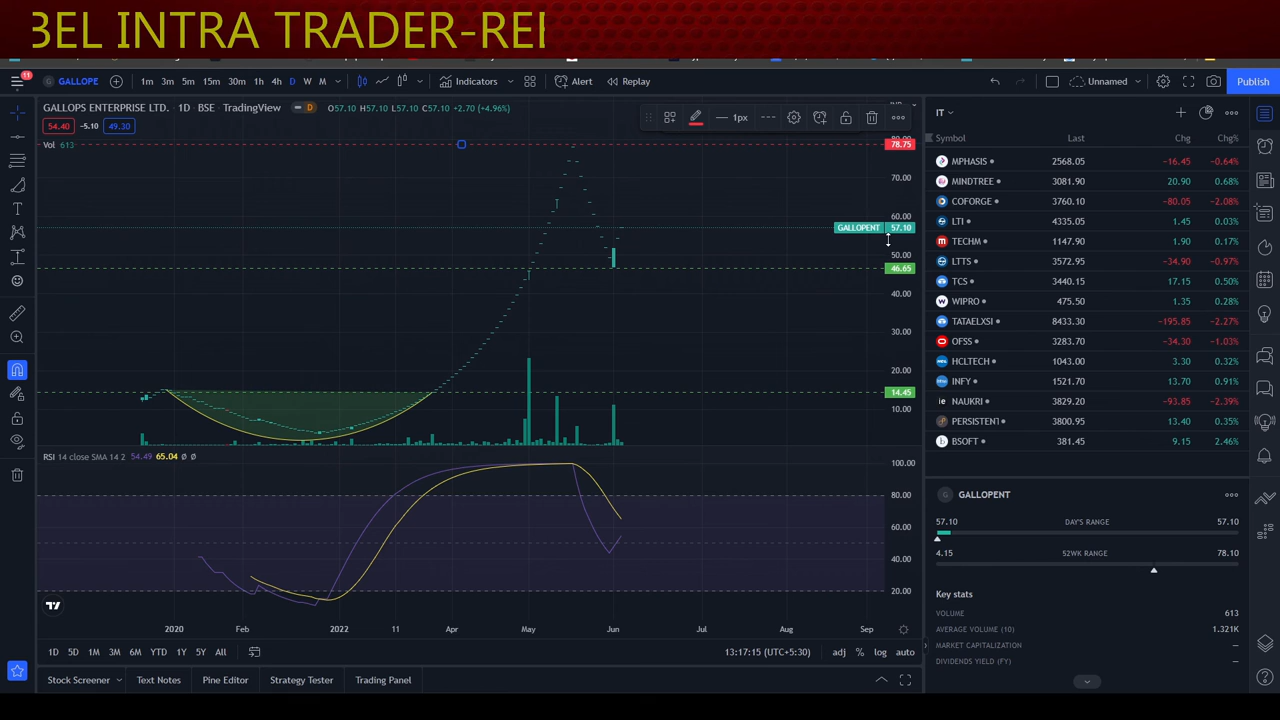 BEL INTRA TRADER-REI
11
G GALLOPE
1m 3m 5m 15m 30m 1h 4h D W M
Indicators
Alert
Replay
Unnamed
Publish
GALLOPS ENTERPRISE LTD. · 1D · BSE · TradingView
D
O57.10 H57.10 L57.10 C57.10 +2.70 (+4.96%)
54.40 -5.10 49.30
Vol 613
1px
78.75
70.00
60.00
GALLOPENT 57.10
50.00
46.65
40.00
30.00
20.00
14.45
10.00
RSI 14 close SMA 14 2 54.49 65.04 Ø Ø
100.00
80.00
60.00
40.00
20.00
2020 Feb 2022 11 Apr May Jun Jul Aug Sep
1D 5D 1M 3M 6M YTD 1Y 5Y All
13:17:15 (UTC+5:30) adj % log auto
Stock Screener Text Notes Pine Editor Strategy Tester Trading Panel
IT
Symbol Last Chg Chg%
MPHASIS 2568.05 −16.45 −0.64%
MINDTREE 3081.90 20.90 0.68%
COFORGE 3760.10 −80.05 −2.08%
LTI 4335.05 1.45 0.03%
TECHM 1147.90 1.90 0.17%
LTTS 3572.95 −34.90 −0.97%
TCS 3440.15 17.15 0.50%
WIPRO 475.50 1.35 0.28%
TATAELXSI 8433.30 −195.85 −2.27%
OFSS 3283.70 −34.30 −1.03%
HCLTECH 1043.00 3.30 0.32%
INFY 1521.70 13.70 0.91%
NAUKRI 3829.20 −93.85 −2.39%
PERSISTENT 3800.95 13.40 0.35%
BSOFT 381.45 9.15 2.46%
G GALLOPENT
57.10 DAY'S RANGE 57.10
4.15 52WK RANGE 78.10
Key stats
VOLUME 613
AVERAGE VOLUME (10) 1.321K
MARKET CAPITALIZATION —
DIVIDENDS YIELD (FY) —